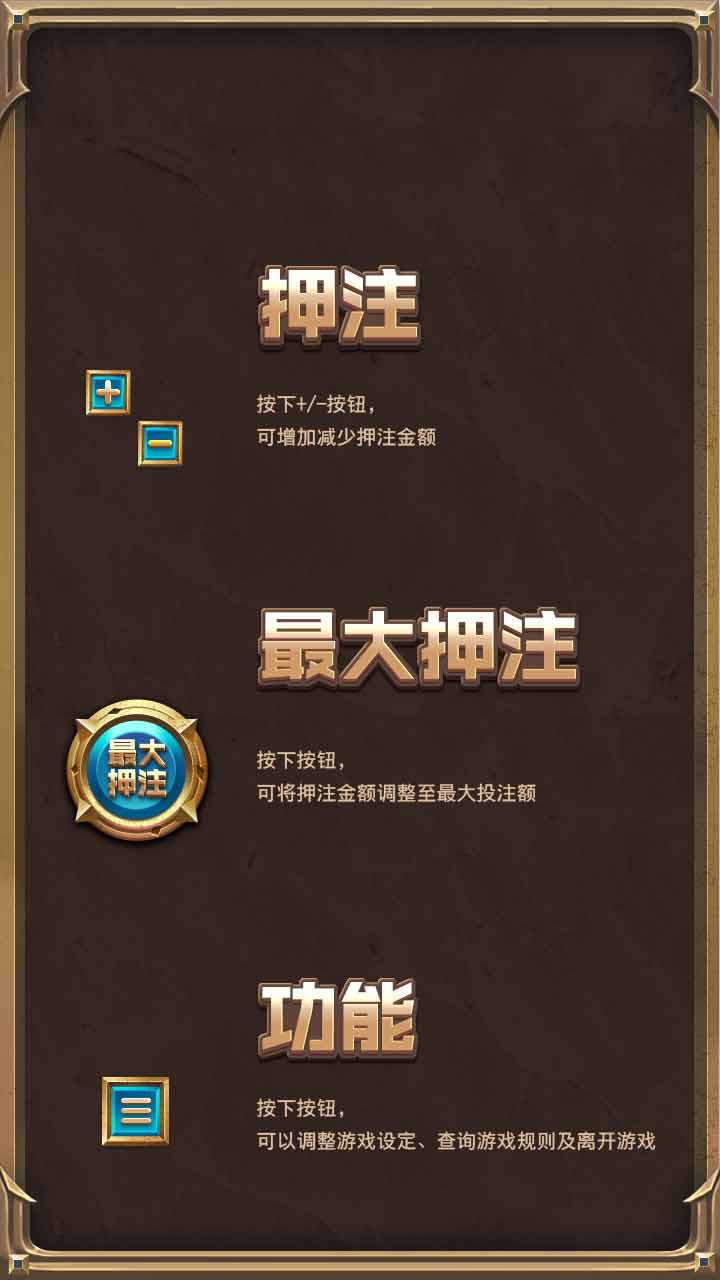 押注
按下+/-按钮，
可增加减少押注金额
最大押注
最大
押注
按下按钮，
可将押注金额调整至最大投注额
功能
按下按钮，
可以调整游戏设定、查询游戏规则及离开游戏